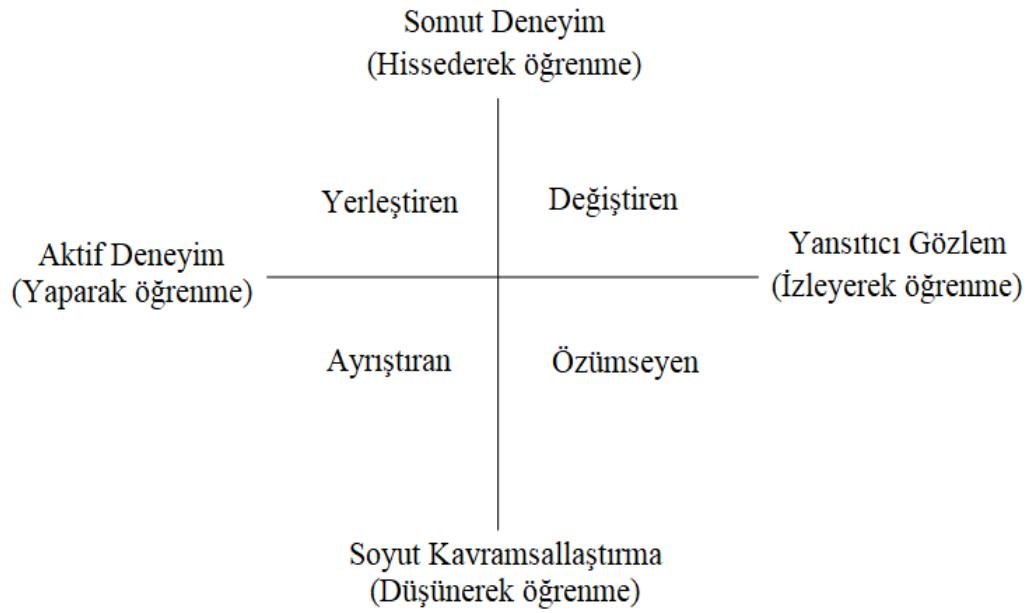 Somut Deneyim
(Hissederek öğrenme)
Yerleştiren
Değiştiren
Aktif Deneyim
(Yaparak öğrenme)
Yansıtıcı Gözlem
(İzleyerek öğrenme)
Ayrıştıran
Özümseyen
Soyut Kavramsallaştırma
(Düşünerek öğrenme)